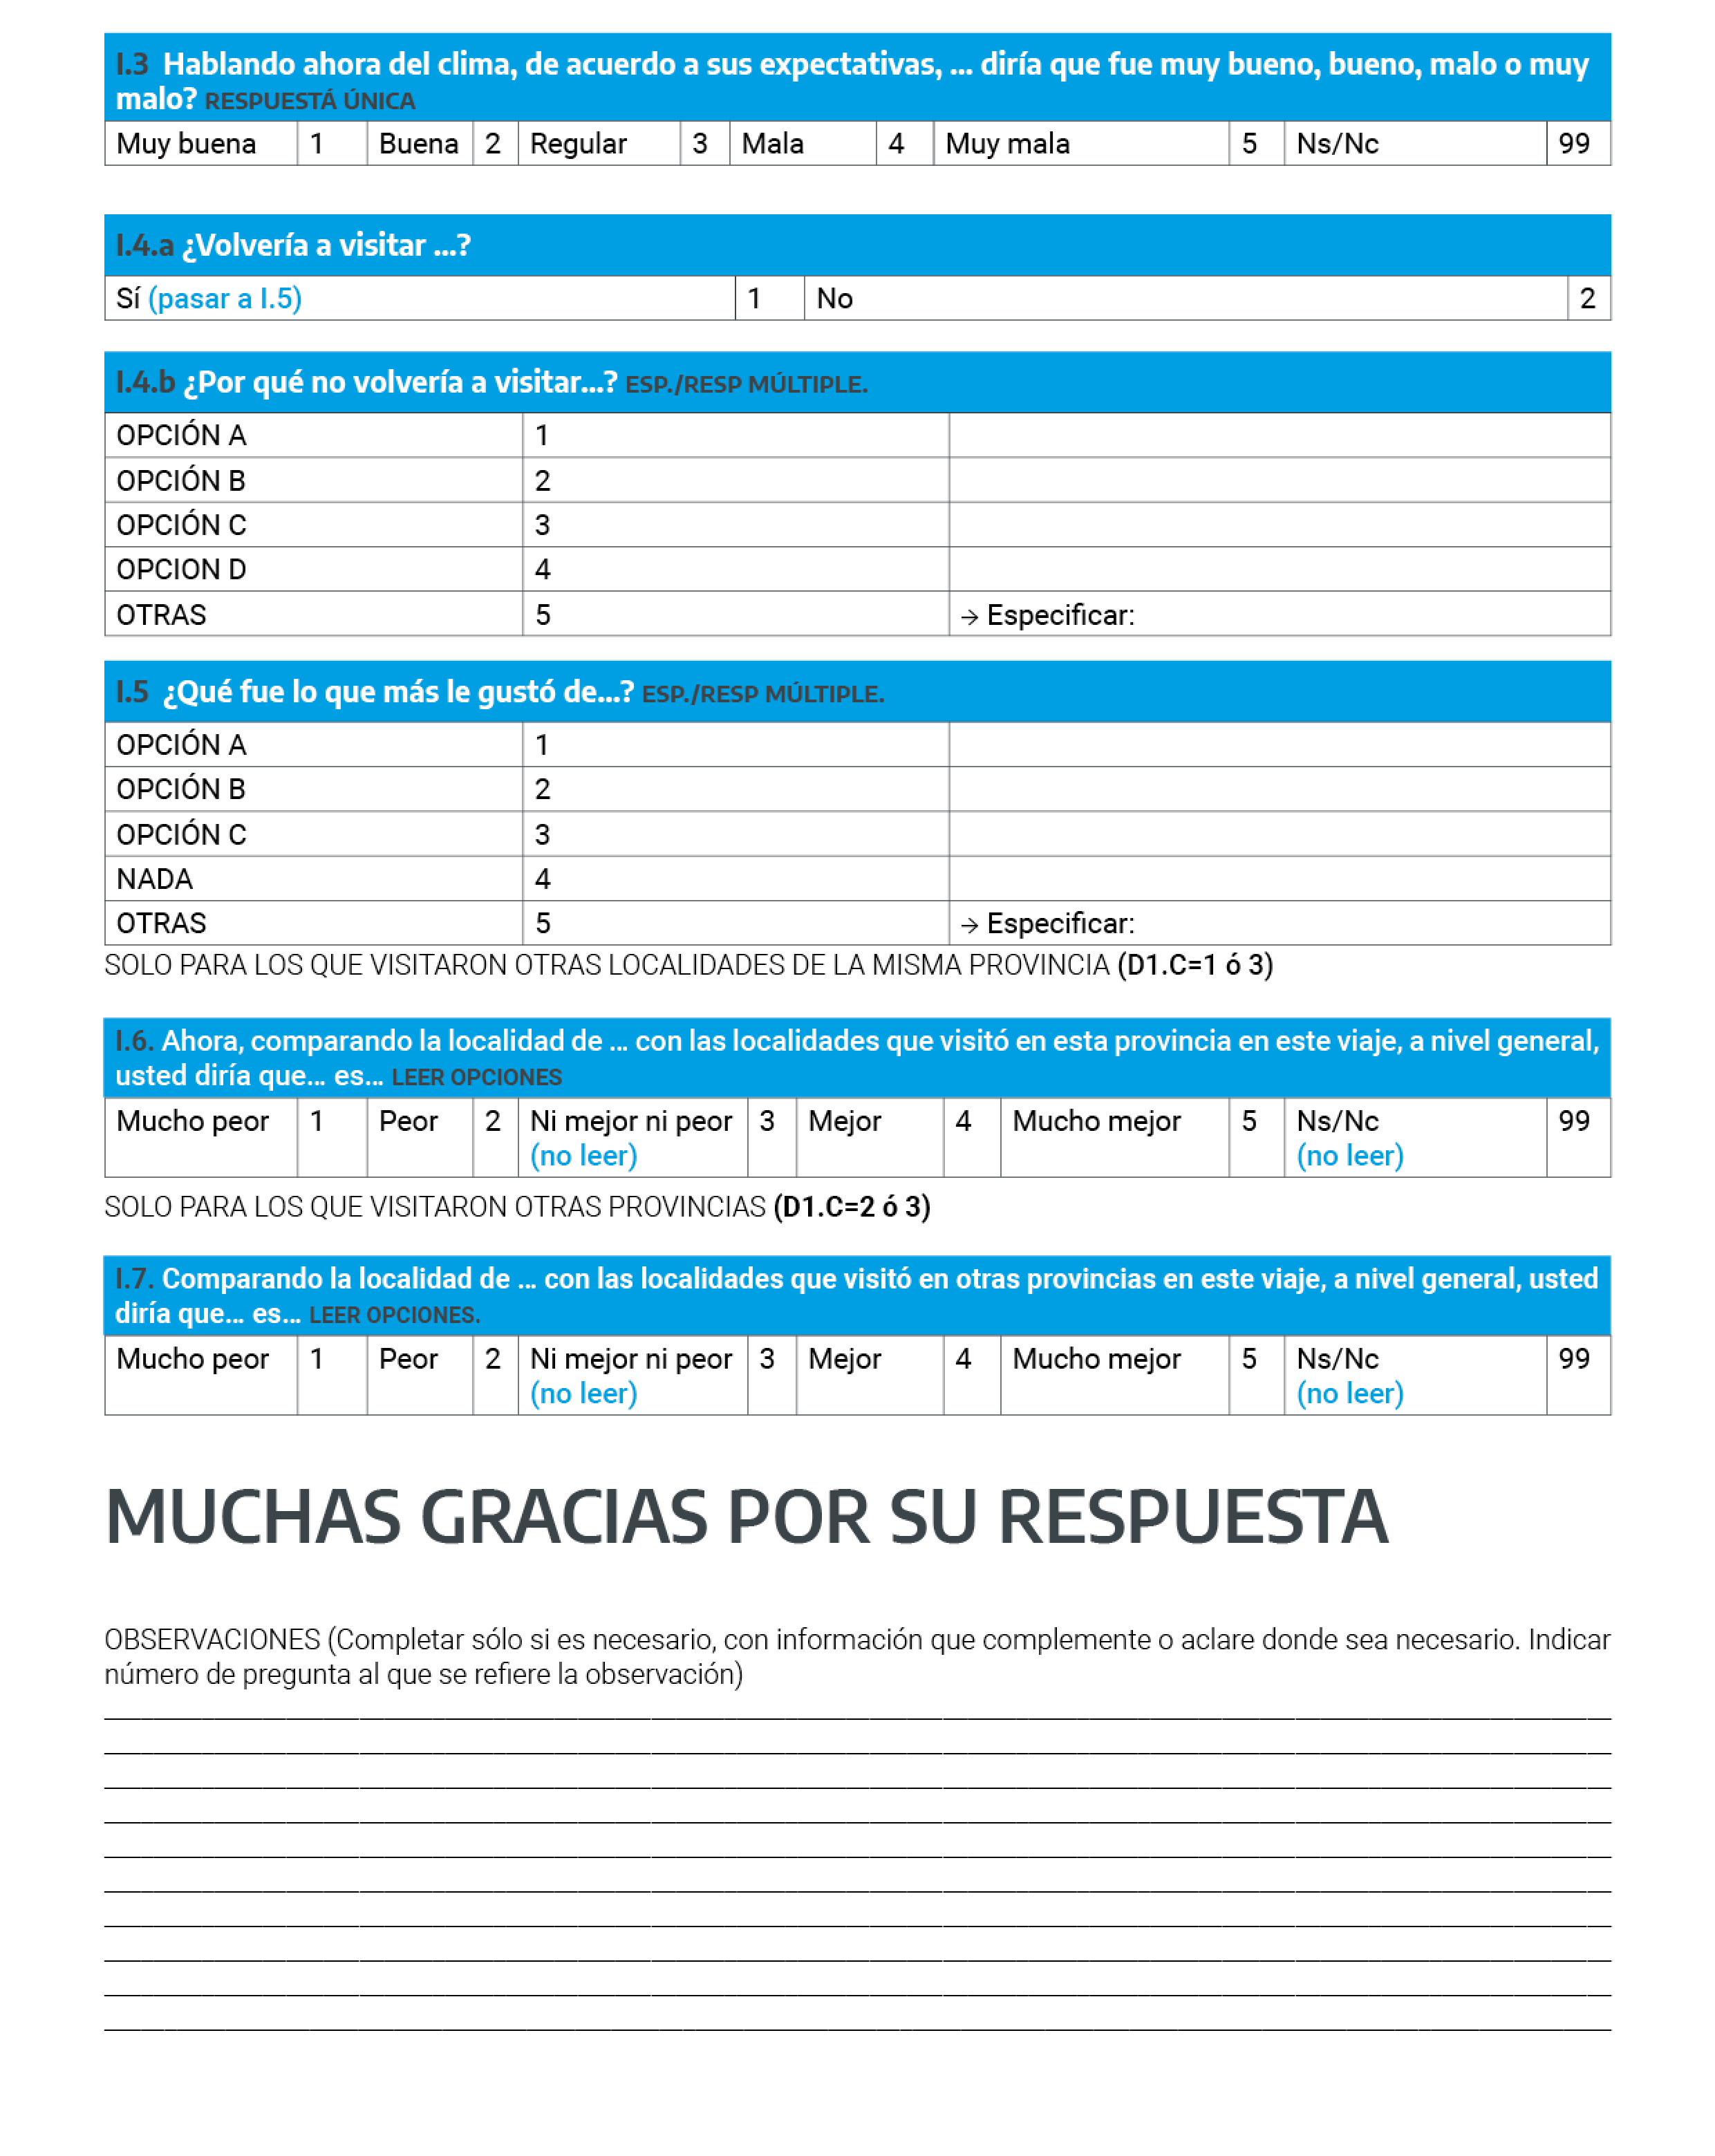 I.3 Hablando ahora del clima, de acuerdo a sus expectativas, ... diría que fue muy bueno, bueno, malo o muy
malo? RESPUESTÁ ÚNICA
Muy buena 1 Buena 2 Regular 3 Mala 4 Muy mala 5 Ns/Nc 99
I.4.a ¿Volvería a visitar ...?
Sí (pasar a I.5) 1 No 2
I.4.b ¿Por qué no volvería a visitar...? ESP./RESP MÚLTIPLE.
OPCIÓN A 1
OPCIÓN B 2
OPCIÓN C 3
OPCION D 4
OTRAS 5 → Especificar:
I.5 ¿Qué fue lo que más le gustó de...? ESP./RESP MÚLTIPLE.
OPCIÓN A 1
OPCIÓN B 2
OPCIÓN C 3
NADA 4
OTRAS 5 → Especificar:
SOLO PARA LOS QUE VISITARON OTRAS LOCALIDADES DE LA MISMA PROVINCIA (D1.C=1 ó 3)
I.6. Ahora, comparando la localidad de ... con las localidades que visitó en esta provincia en este viaje, a nivel general,
usted diría que... es... LEER OPCIONES
Mucho peor 1 Peor 2 Ni mejor ni peor 3 Mejor 4 Mucho mejor 5 Ns/Nc 99
(no leer) (no leer)
SOLO PARA LOS QUE VISITARON OTRAS PROVINCIAS (D1.C=2 ó 3)
I.7. Comparando la localidad de ... con las localidades que visitó en otras provincias en este viaje, a nivel general, usted
diría que... es... LEER OPCIONES.
Mucho peor 1 Peor 2 Ni mejor ni peor 3 Mejor 4 Mucho mejor 5 Ns/Nc 99
(no leer) (no leer)
MUCHAS GRACIAS POR SU RESPUESTA
OBSERVACIONES (Completar sólo si es necesario, con información que complemente o aclare donde sea necesario. Indicar
número de pregunta al que se refiere la observación)